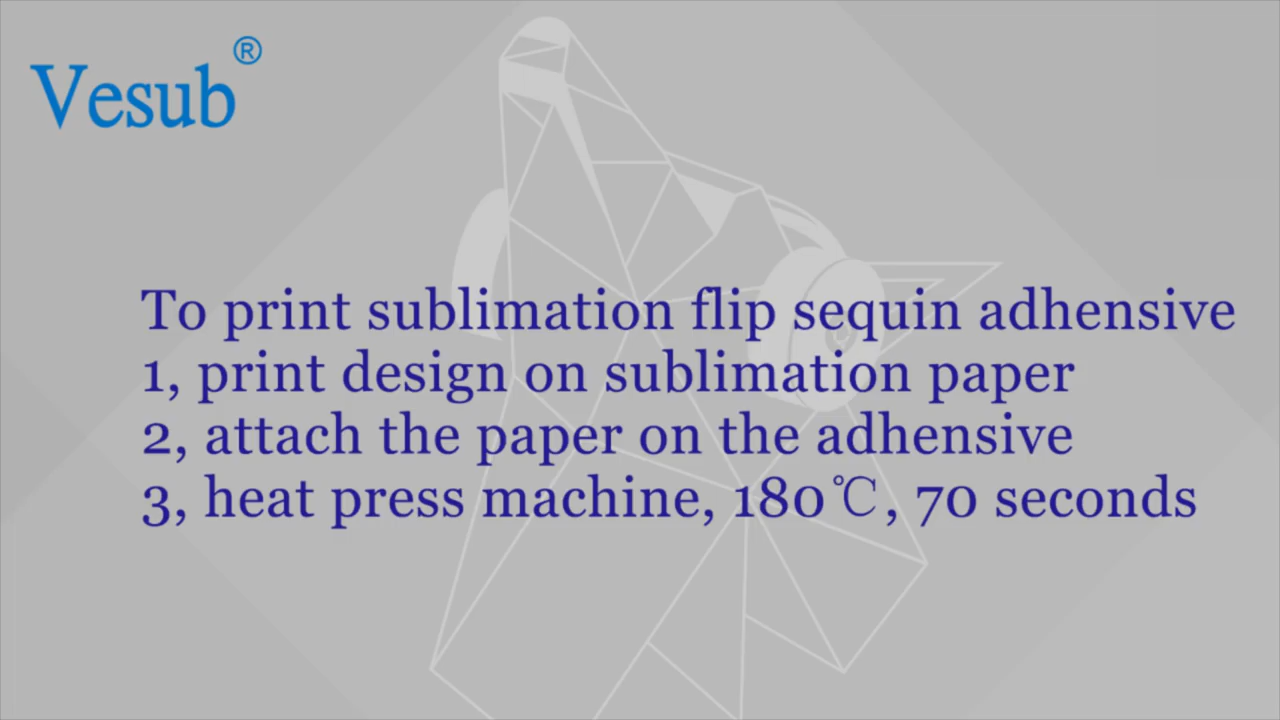 Vesub®
To print sublimation flip sequin adhensive
1, print design on sublimation paper
2, attach the paper on the adhensive
3, heat press machine, 180℃, 70 seconds